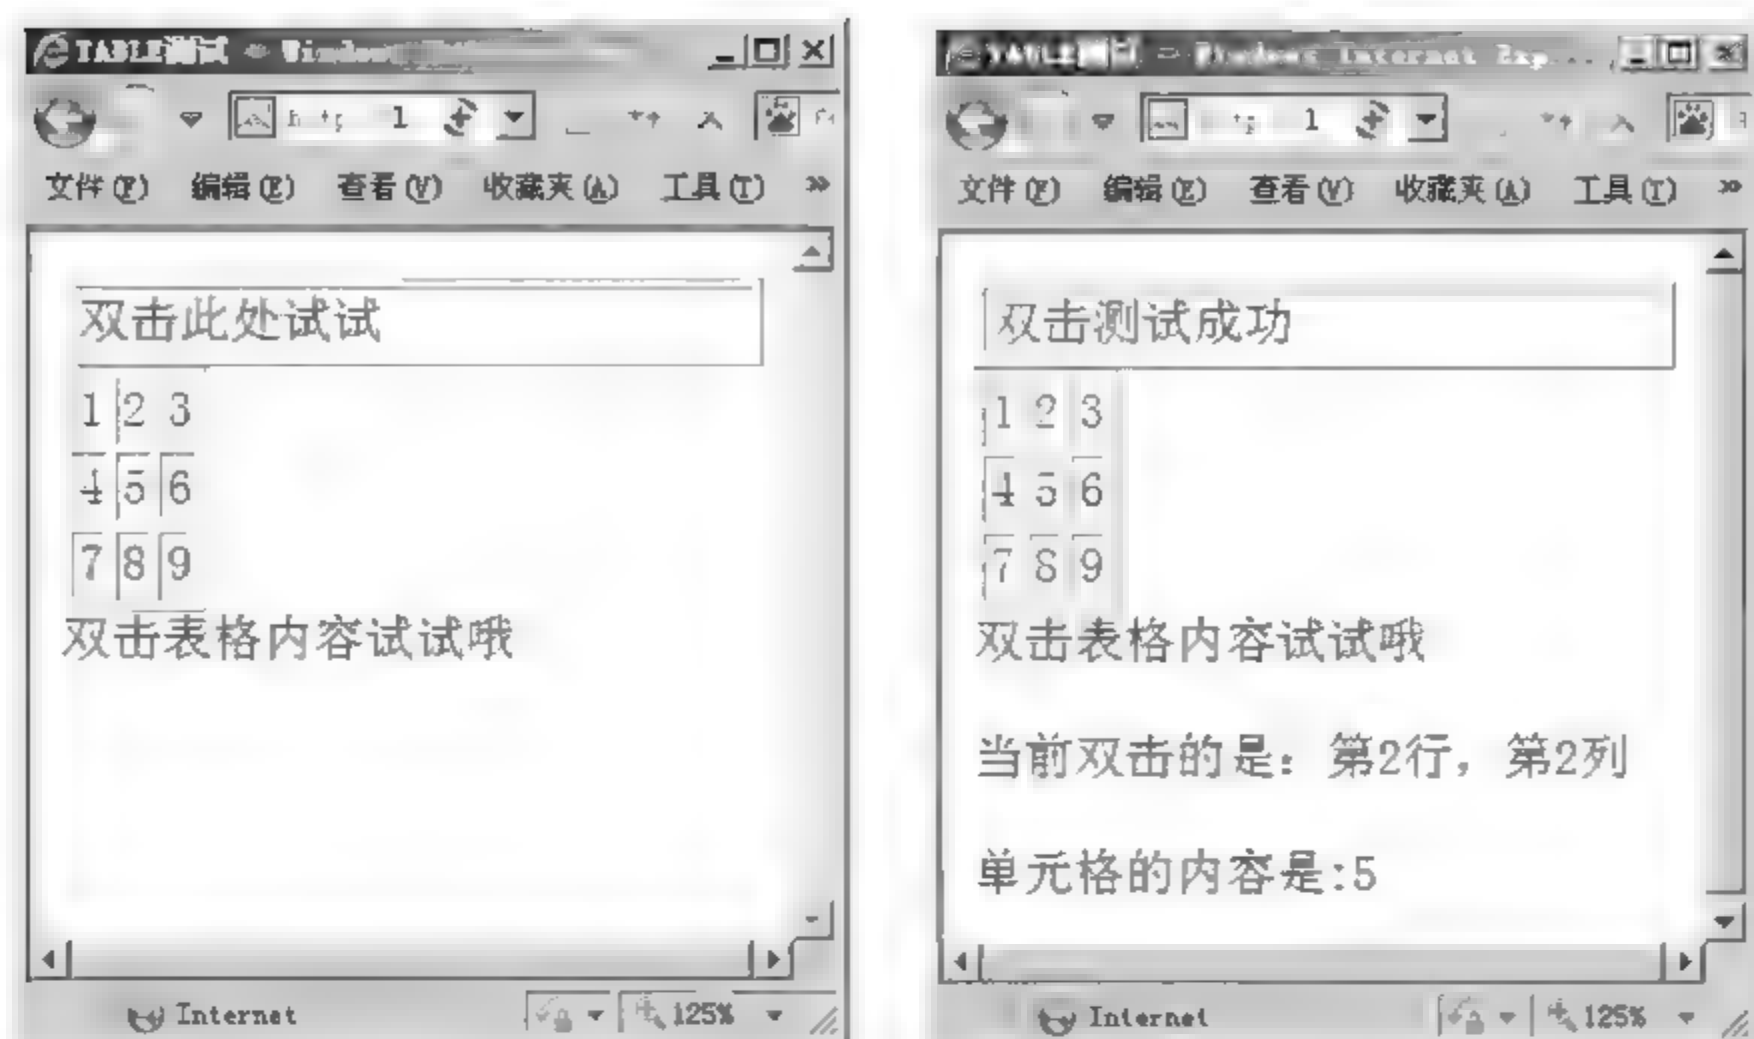 TABLE测试 - Windows
文件(F) 编辑(E) 查看(V) 收藏夹(A) 工具(T) »
双击此处试试
1 2 3
4 5 6
7 8 9
双击表格内容试试哦
Internet 125%
TABLE测试 - Windows Internet Exp...
文件(F) 编辑(E) 查看(V) 收藏夹(A) 工具(T) »
双击测试成功
1 2 3
4 5 6
7 8 9
双击表格内容试试哦
当前双击的是：第2行，第2列
单元格的内容是:5
Internet 125%